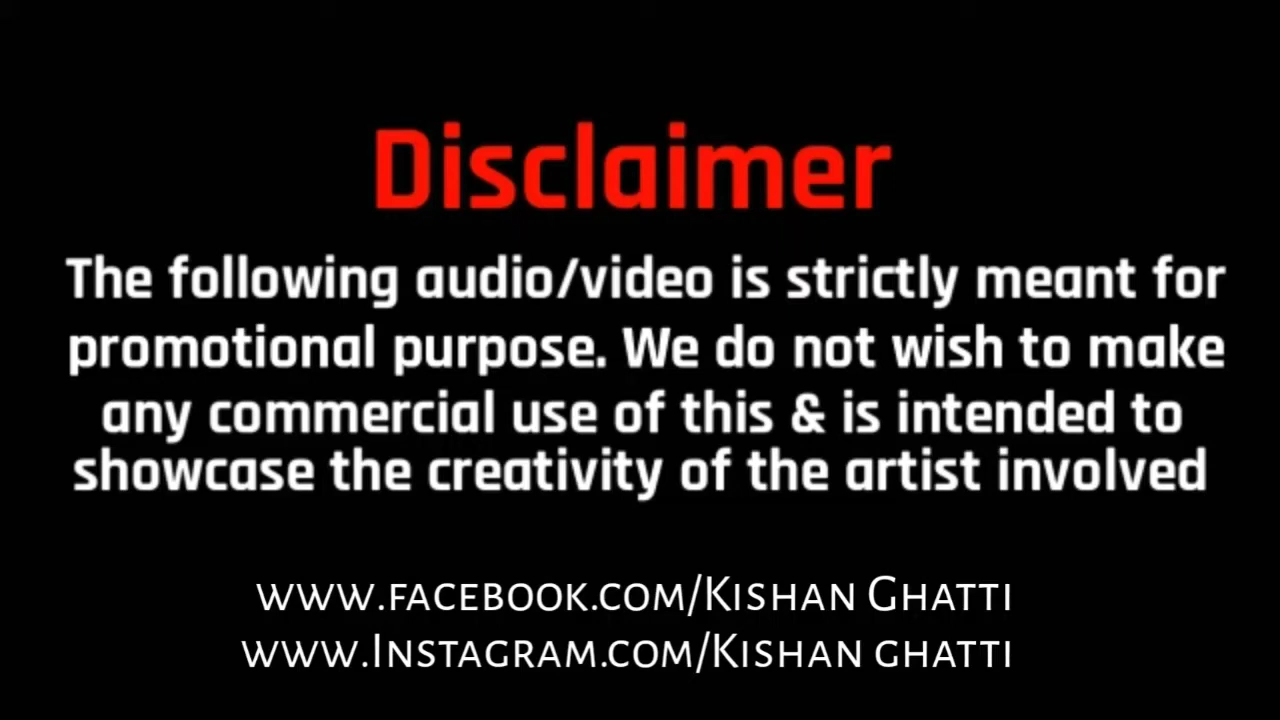 Disclaimer
The following audio/video is strictly meant for
promotional purpose. We do not wish to make
any commercial use of this & is intended to
showcase the creativity of the artist involved
www.facebook.com/Kishan Ghatti
www.Instagram.com/Kishan ghatti